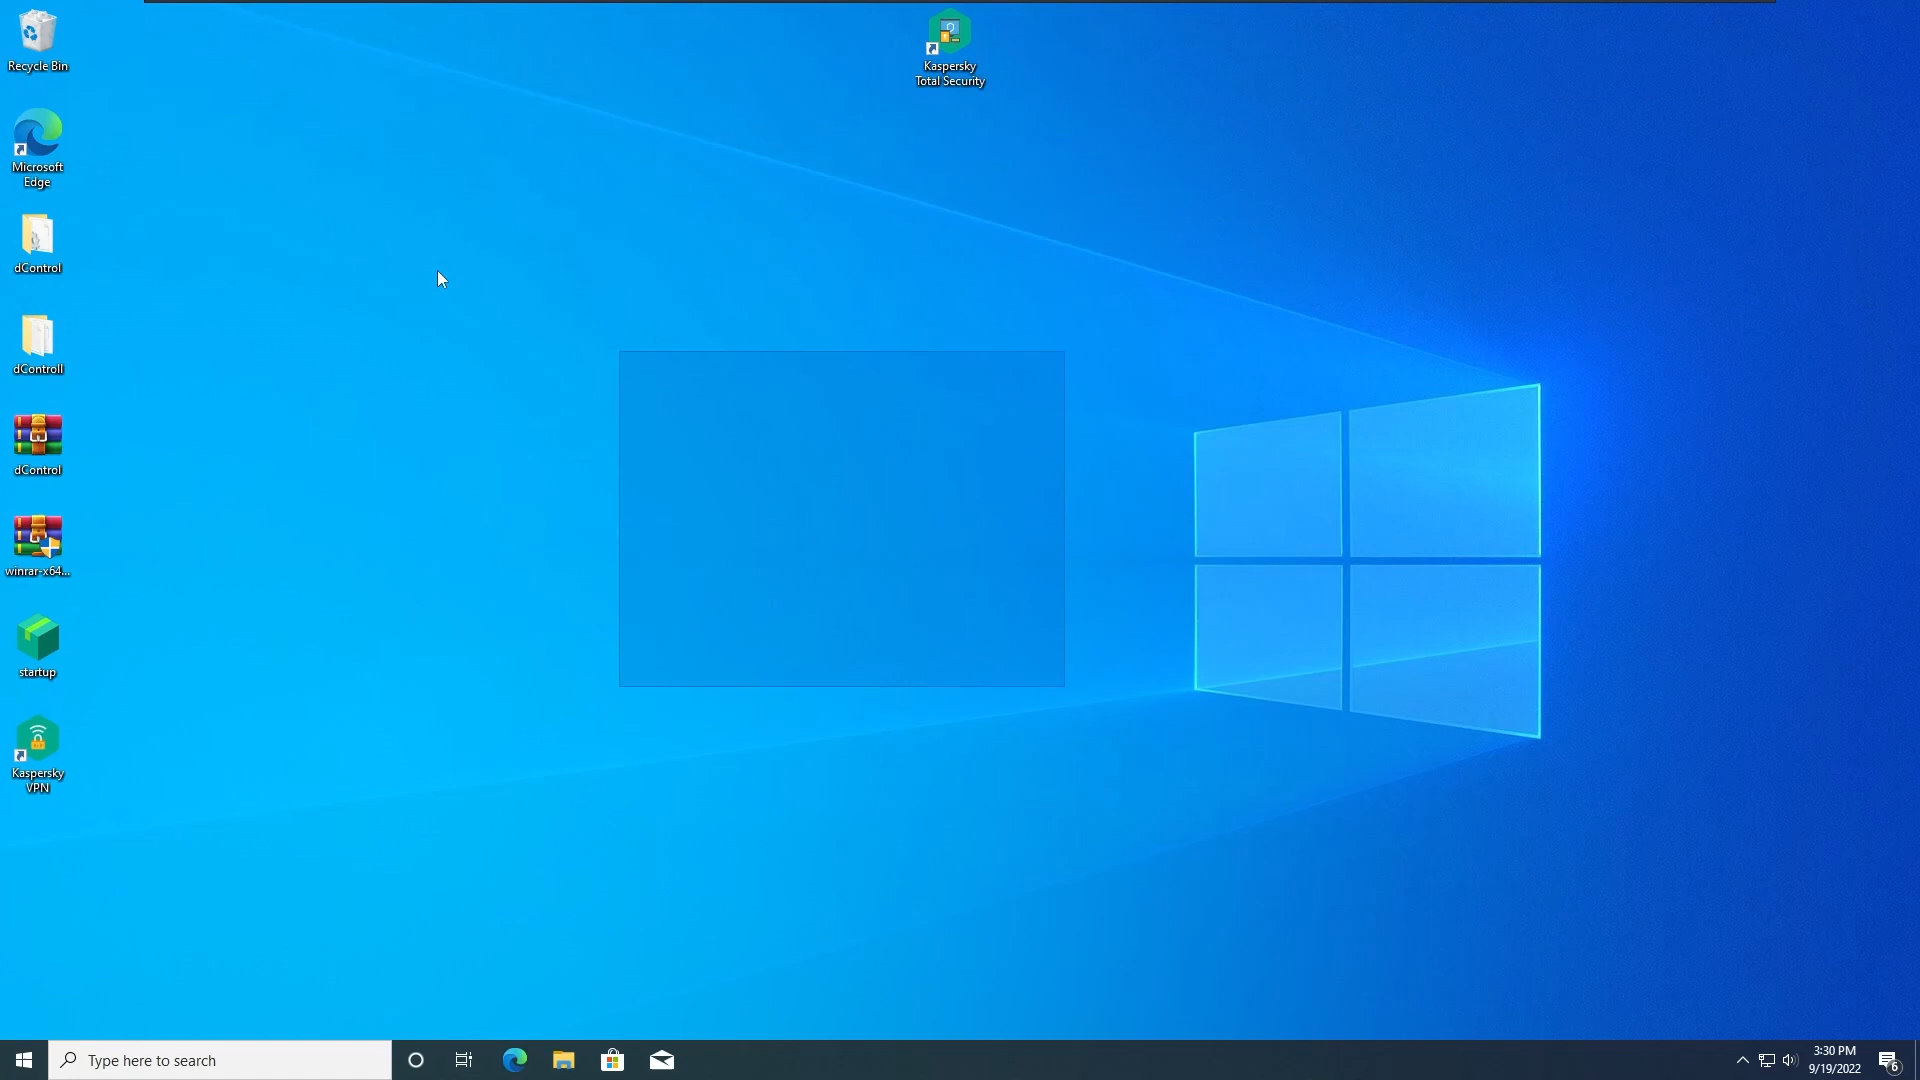 Recycle Bin
Kaspersky
Total Security
Microsoft
Edge
dControl
dControll
dControl
winrar-x64...
startup
Kaspersky
VPN
Type here to search
3:30 PM
9/19/2022
6